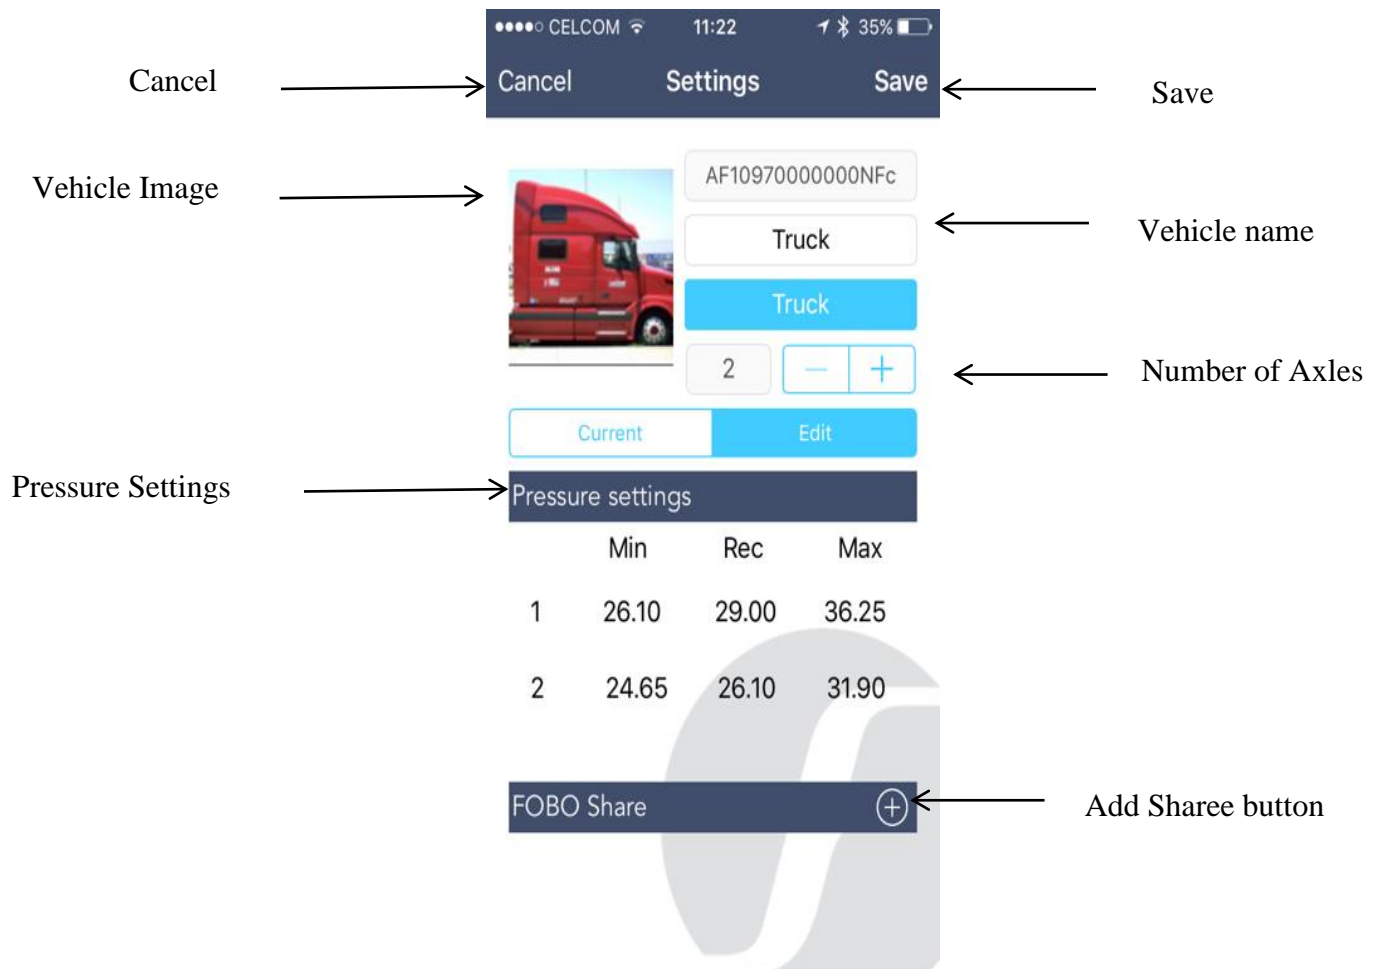 CELCOM 11:22 35%
Cancel Cancel Settings Save Save
AF10970000000NFc
Vehicle Image
Truck Vehicle name
Truck
2 − + Number of Axles
Current Edit
Pressure Settings Pressure settings
Min Rec Max
1 26.10 29.00 36.25
2 24.65 26.10 31.90
FOBO Share + Add Sharee button